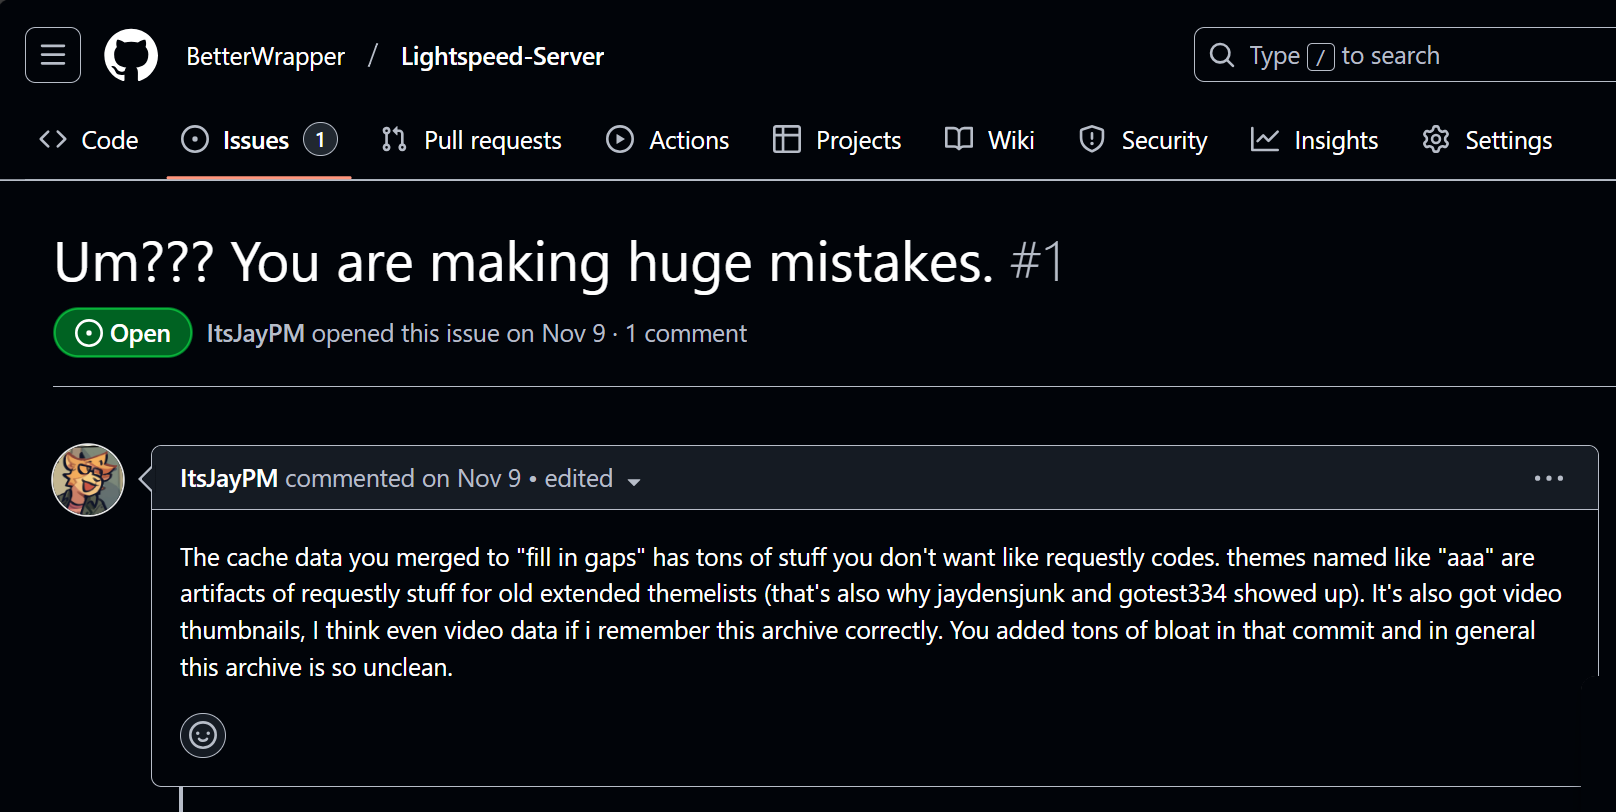 BetterWrapper / Lightspeed-Server
Type / to search
Code Issues 1 Pull requests Actions Projects Wiki Security Insights Settings
Um??? You are making huge mistakes. #1
Open ItsJayPM opened this issue on Nov 9 · 1 comment
ItsJayPM commented on Nov 9 • edited
The cache data you merged to "fill in gaps" has tons of stuff you don't want like requestly codes. themes named like "aaa" are
artifacts of requestly stuff for old extended themelists (that's also why jaydensjunk and gotest334 showed up). It's also got video
thumbnails, I think even video data if i remember this archive correctly. You added tons of bloat in that commit and in general
this archive is so unclean.